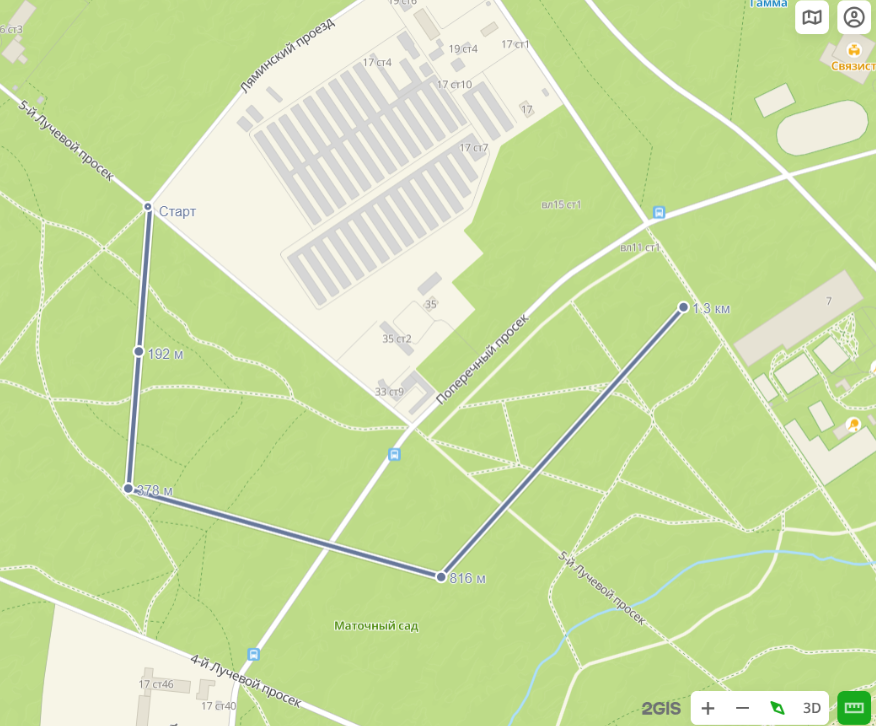 19 ст6
Гамма
6 ст3
Ляминский проезд
19 ст4
17 ст1
17 ст4
Связист
17 ст10
17
5-й Лучевой просек
17 ст7
Старт
вл15 ст1
вл11 ст1
7
35
1.3 км
35 ст2
192 м
Поперечный просек
33 ст9
378 м
5-й Лучевой просек
816 м
Маточный сад
4-й Лучевой просек
17 ст46
17 ст40
2GIS
3D